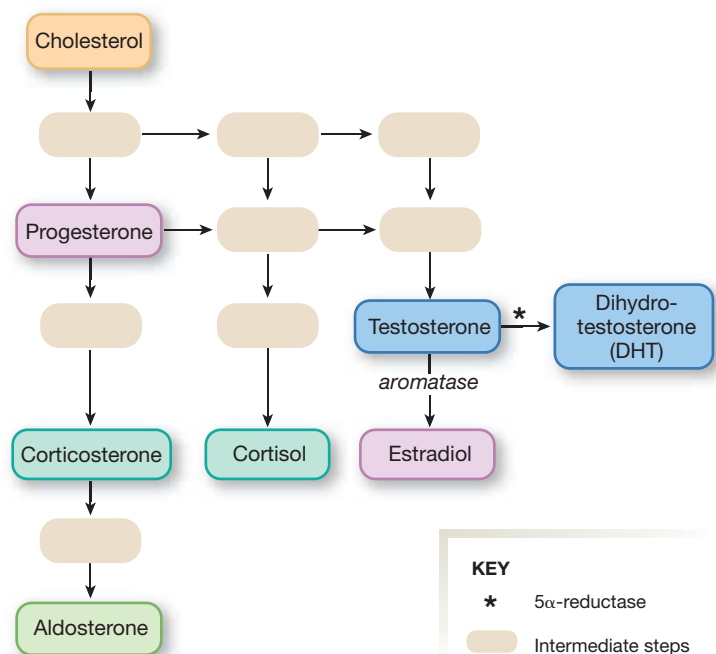 Cholesterol
Progesterone
Testosterone
*
Dihydro-
testosterone
(DHT)
aromatase
Corticosterone
Cortisol
Estradiol
Aldosterone
KEY
* 5α-reductase
Intermediate steps